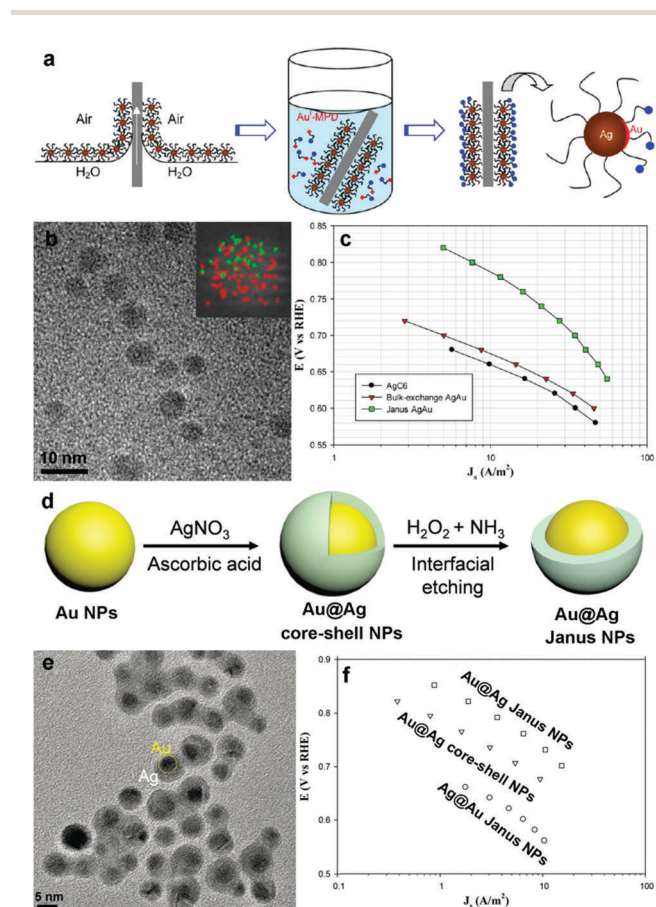 a
Air
Air
H₂O
H₂O
Auᴵ-MPD
Ag
Au
b
10 nm
c
E (V vs RHE)
0.85
0.80
0.75
0.70
0.65
0.60
0.55
AgC6
Bulk-exchange AgAu
Janus AgAu
1
10
100
Jₛ (A/m²)
d
Au NPs
AgNO₃
Ascorbic acid
Au@Ag
core-shell NPs
H₂O₂ + NH₃
Interfacial
etching
Au@Ag
Janus NPs
e
Au
Ag
5 nm
f
E (V vs RHE)
0.9
0.8
0.7
0.6
0.5
Au@Ag Janus NPs
Au@Ag core-shell NPs
Ag@Au Janus NPs
0.1
1
10
100
Jₛ (A/m²)